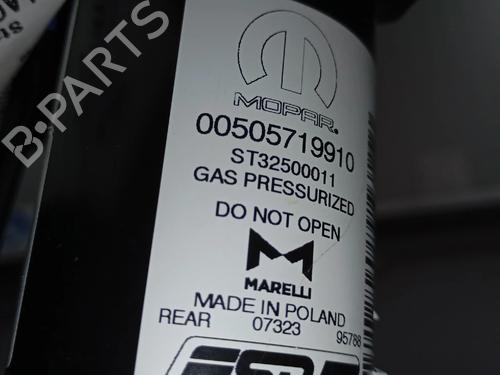 MOPAR.
00505719910
ST32500011
GAS PRESSURIZED
DO NOT OPEN
MARELLI
MADE IN POLAND
REAR 07323 95788
B-PARTS